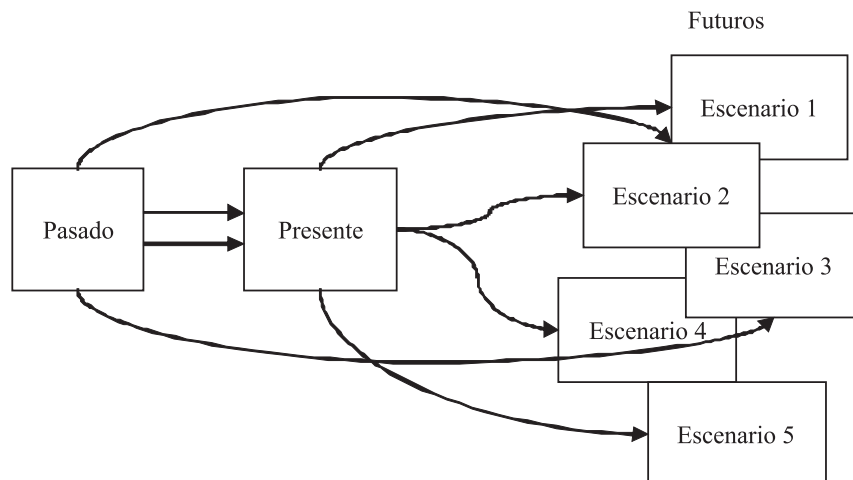 Futuros
Escenario 1
Escenario 2
Pasado
Presente
Escenario 3
Escenario 4
Escenario 5